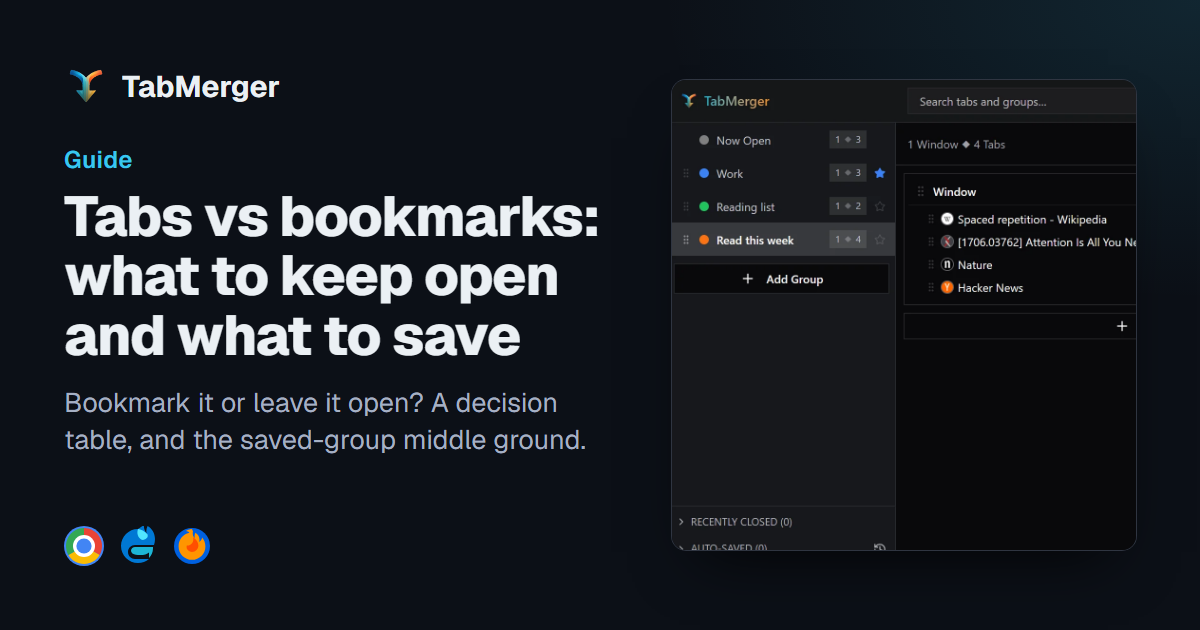 TabMerger
Guide
Tabs vs bookmarks:
what to keep open
and what to save
Bookmark it or leave it open? A decision
table, and the saved-group middle ground.
TabMerger
Search tabs and groups...
Now Open 1 ◆ 3
Work 1 ◆ 3
Reading list 1 ◆ 2
Read this week 1 ◆ 4
+ Add Group
RECENTLY CLOSED (0)
AUTO-SAVED (0)
1 Window ◆ 4 Tabs
Window
W Spaced repetition - Wikipedia
[1706.03762] Attention Is All You Ne
n Nature
Y Hacker News
+